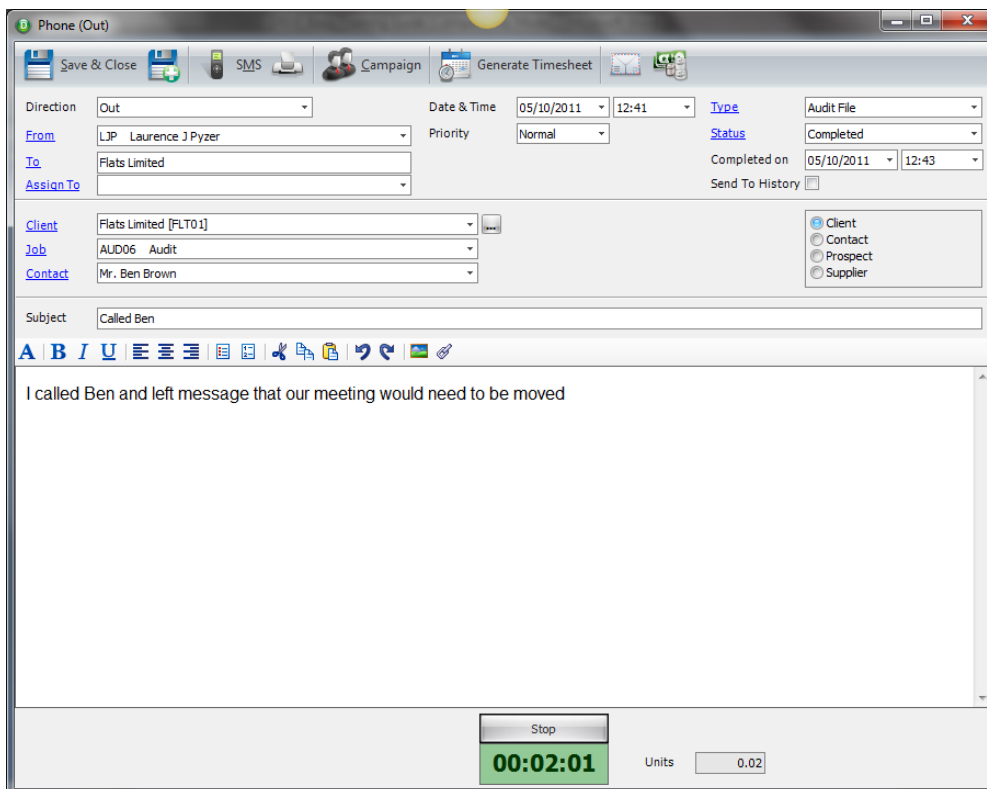 Phone (Out)
Save & Close SMS Campaign Generate Timesheet
Direction Out Date & Time 05/10/2011 12:41 Type Audit File
From LJP Laurence J Pyzer Priority Normal Status Completed
To Flats Limited Completed on 05/10/2011 12:43
Assign To Send To History
Client Flats Limited [FLT01] ... Client
Contact
Job AUD06 Audit Prospect
Contact Mr. Ben Brown Supplier
Subject Called Ben
A B I U
I called Ben and left message that our meeting would need to be moved
Stop
00:02:01 Units 0.02